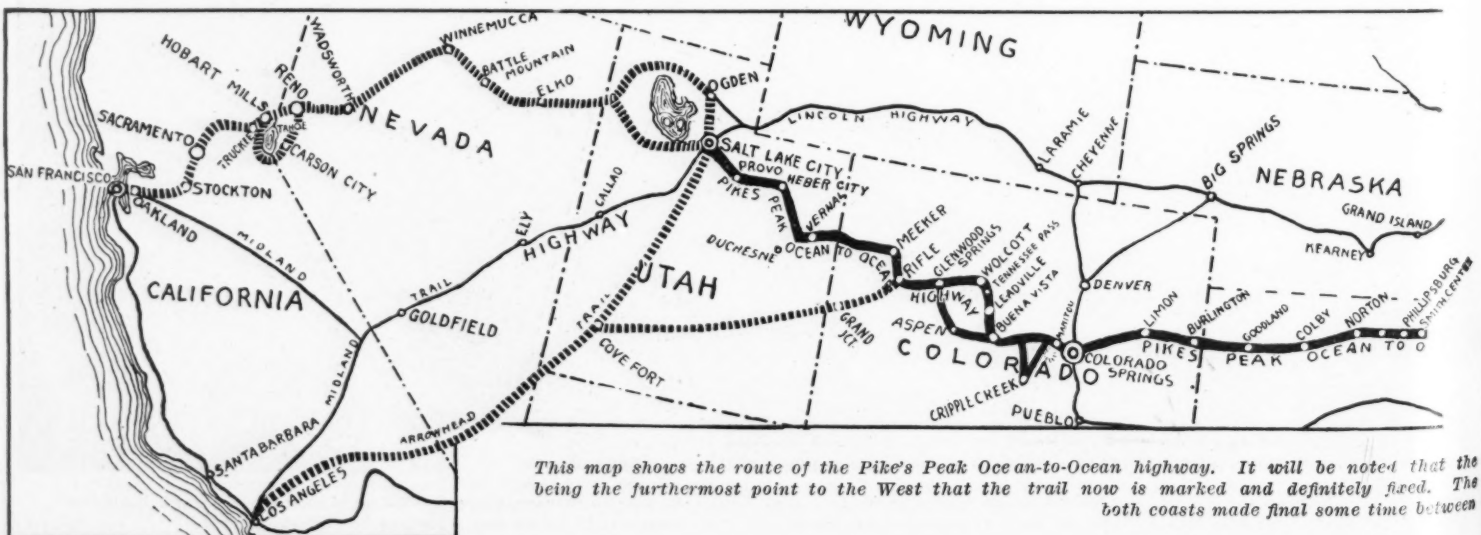 WYOMING
WINNEMUCCA
WADSWORTH
HOBART MILLS
RENO
BATTLE MOUNTAIN
ELKO
OGDEN
NEVADA
LINCOLN HIGHWAY
LARAMIE
CHEYENNE
BIG SPRINGS
NEBRASKA
GRAND ISLAND
KEARNEY
SACRAMENTO
TRUCKEE
TAHOE
CARSON CITY
SALT LAKE CITY
PROVO
HEBER CITY
SAN FRANCISCO
OAKLAND
STOCKTON
PIKES PEAK OCEAN TO OCEAN HIGHWAY
VERNAL
DUCHESNE
MEEKER
RIFLE
GLENWOOD SPRINGS
WOLCOTT
TENNESSEE PASS
LEADVILLE
BUENA VISTA
MIDLAND TRAIL HIGHWAY
ELY
CALLAO
UTAH
CALIFORNIA
GOLDFIELD
GRAND JCT.
ASPEN
MANITOU
DENVER
LIMON
BURLINGTON
GOODLAND
COLBY
NORTON
PHILLIPSBURG
SMITH CENTER
COLORADO
COLORADO SPRINGS
PIKES PEAK OCEAN TO O
CRIPPLE CREEK
PUEBLO
COVE FORT
ARROWHEAD TRAIL
MIDLAND
SANTA BARBARA
LOS ANGELES
This map shows the route of the Pike's Peak Ocean-to-Ocean highway. It will be noted that the
being the furthermost point to the West that the trail now is marked and definitely fixed. The
both coasts made final some time between